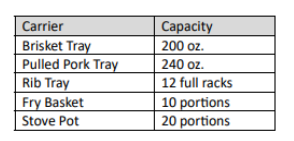 Carrier Capacity
Brisket Tray 200 oz.
Pulled Pork Tray 240 oz.
Rib Tray 12 full racks
Fry Basket 10 portions
Stove Pot 20 portions